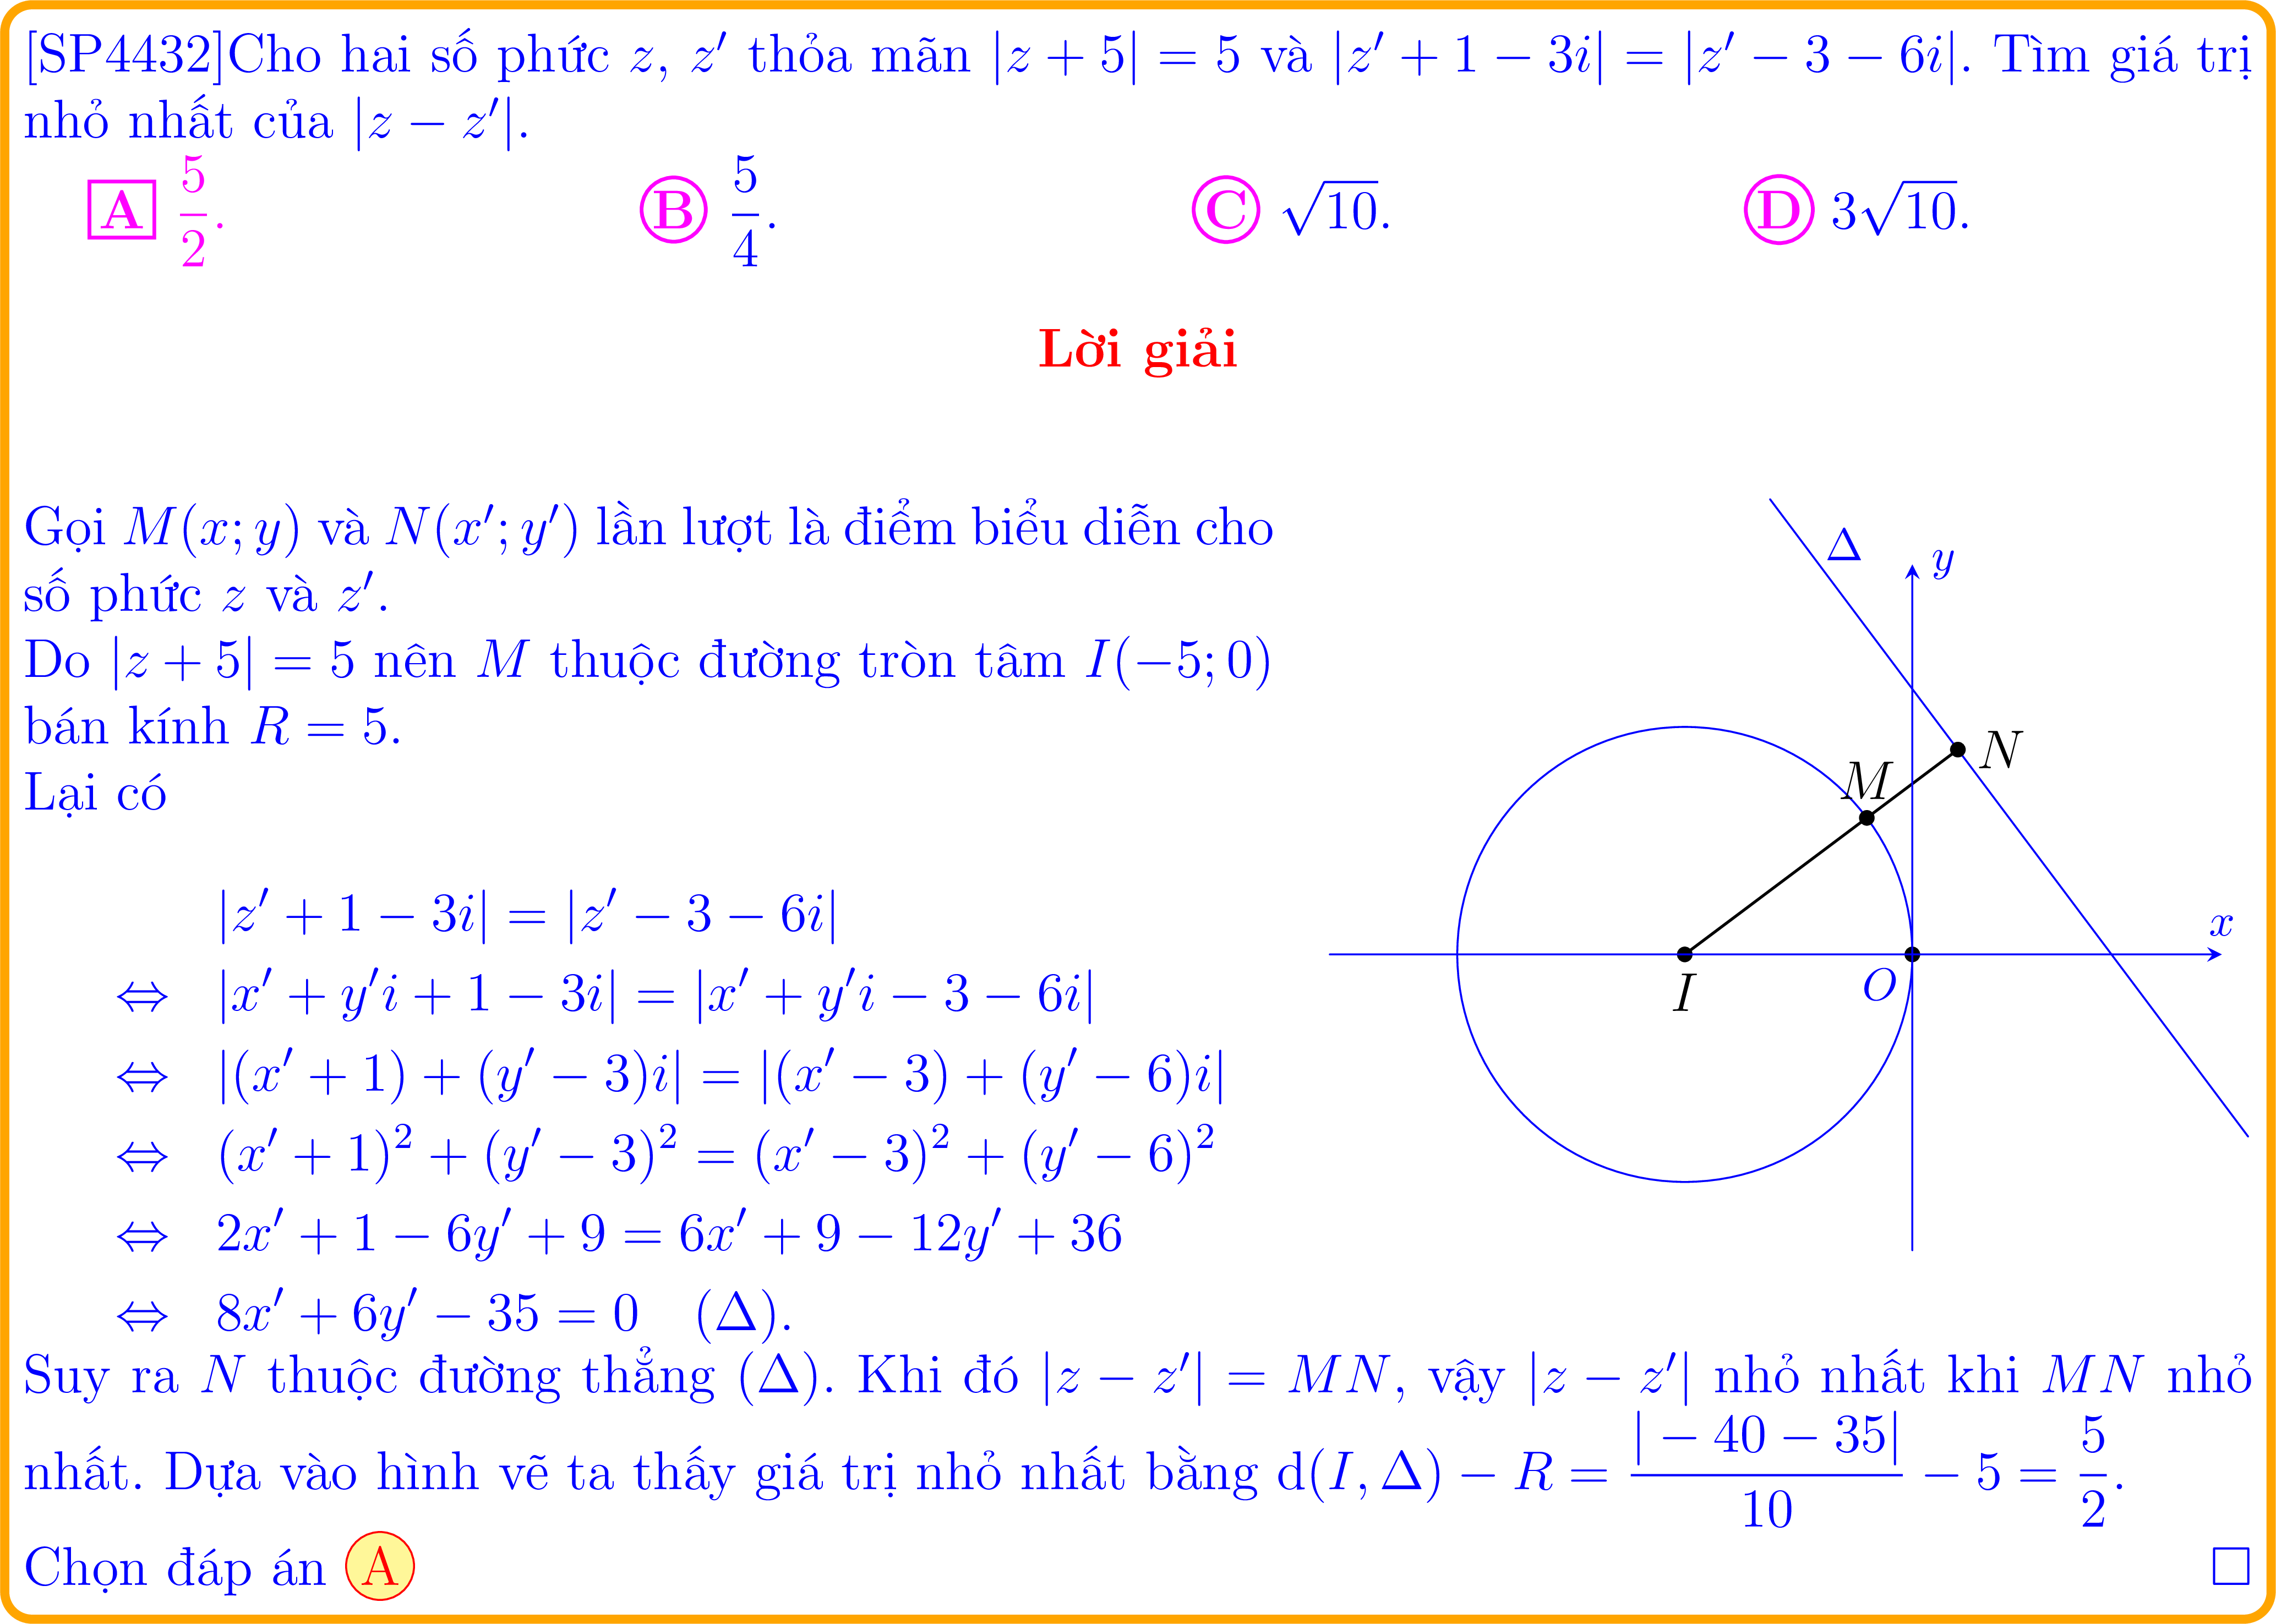 [SP4432]Cho hai số phức z, z′ thỏa mãn |z + 5| = 5 và |z′ + 1 − 3i| = |z′ − 3 − 6i|. Tìm giá trị
nhỏ nhất của |z − z′|.
A 5/2. B 5/4. C √10. D 3√10.
Lời giải
Gọi M(x; y) và N(x′; y′) lần lượt là điểm biểu diễn cho
số phức z và z′.
Do |z + 5| = 5 nên M thuộc đường tròn tâm I(−5; 0)
bán kính R = 5.
Lại có
|z′ + 1 − 3i| = |z′ − 3 − 6i|
⇔ |x′ + y′i + 1 − 3i| = |x′ + y′i − 3 − 6i|
⇔ |(x′ + 1) + (y′ − 3)i| = |(x′ − 3) + (y′ − 6)i|
⇔ (x′ + 1)² + (y′ − 3)² = (x′ − 3)² + (y′ − 6)²
⇔ 2x′ + 1 − 6y′ + 9 = 6x′ + 9 − 12y′ + 36
⇔ 8x′ + 6y′ − 35 = 0 (Δ).
Δ
y
N
M
x
I
O
Suy ra N thuộc đường thẳng (Δ). Khi đó |z − z′| = MN, vậy |z − z′| nhỏ nhất khi MN nhỏ
nhất. Dựa vào hình vẽ ta thấy giá trị nhỏ nhất bằng d(I, Δ) − R = |−40 − 35|/10 − 5 = 5/2.
Chọn đáp án A □